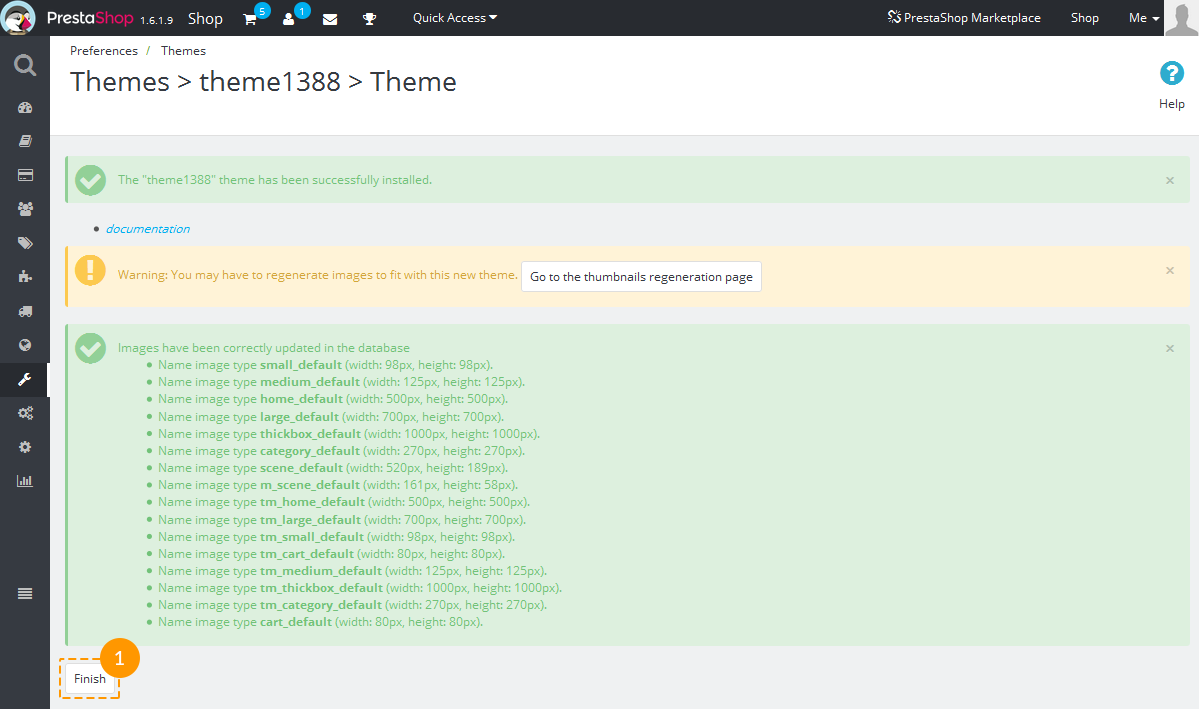 PrestaShop 1.6.1.9 Shop 5 1 Quick Access PrestaShop Marketplace Shop Me
Preferences / Themes
Themes > theme1388 > Theme
?
Help
The "theme1388" theme has been successfully installed. ×
• documentation
! Warning: You may have to regenerate images to fit with this new theme. Go to the thumbnails regeneration page ×
Images have been correctly updated in the database ×
• Name image type small_default (width: 98px, height: 98px).
• Name image type medium_default (width: 125px, height: 125px).
• Name image type home_default (width: 500px, height: 500px).
• Name image type large_default (width: 700px, height: 700px).
• Name image type thickbox_default (width: 1000px, height: 1000px).
• Name image type category_default (width: 270px, height: 270px).
• Name image type scene_default (width: 520px, height: 189px).
• Name image type m_scene_default (width: 161px, height: 58px).
• Name image type tm_home_default (width: 500px, height: 500px).
• Name image type tm_large_default (width: 700px, height: 700px).
• Name image type tm_small_default (width: 98px, height: 98px).
• Name image type tm_cart_default (width: 80px, height: 80px).
• Name image type tm_medium_default (width: 125px, height: 125px).
• Name image type tm_thickbox_default (width: 1000px, height: 1000px).
• Name image type tm_category_default (width: 270px, height: 270px).
• Name image type cart_default (width: 80px, height: 80px).
1
Finish